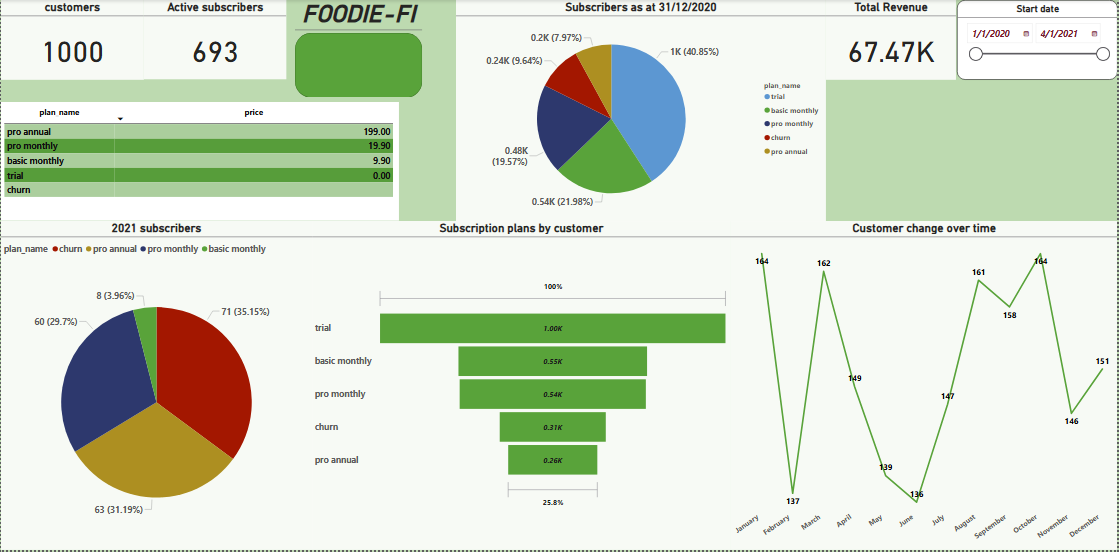 customers
1000
Active subscribers
693
FOODIE-FI
Subscribers as at 31/12/2020
0.2K (7.97%)
0.24K (9.64%)
0.48K
(19.57%)
0.54K (21.98%)
1K (40.85%)
plan_name
trial
basic monthly
pro monthly
churn
pro annual
Total Revenue
67.47K
Start date
1/1/2020 4/1/2021
plan_name price
pro annual 199.00
pro monthly 19.90
basic monthly 9.90
trial 0.00
churn
2021 subscribers
plan_name churn pro annual pro monthly basic monthly
8 (3.96%)
71 (35.15%)
60 (29.7%)
63 (31.19%)
Subscription plans by customer
100%
trial 1.00K
basic monthly 0.55K
pro monthly 0.54K
churn 0.31K
pro annual 0.26K
25.8%
Customer change over time
164
137
162
149
139
136
147
161
158
164
146
151
January
February
March
April
May
June
July
August
September
October
November
December